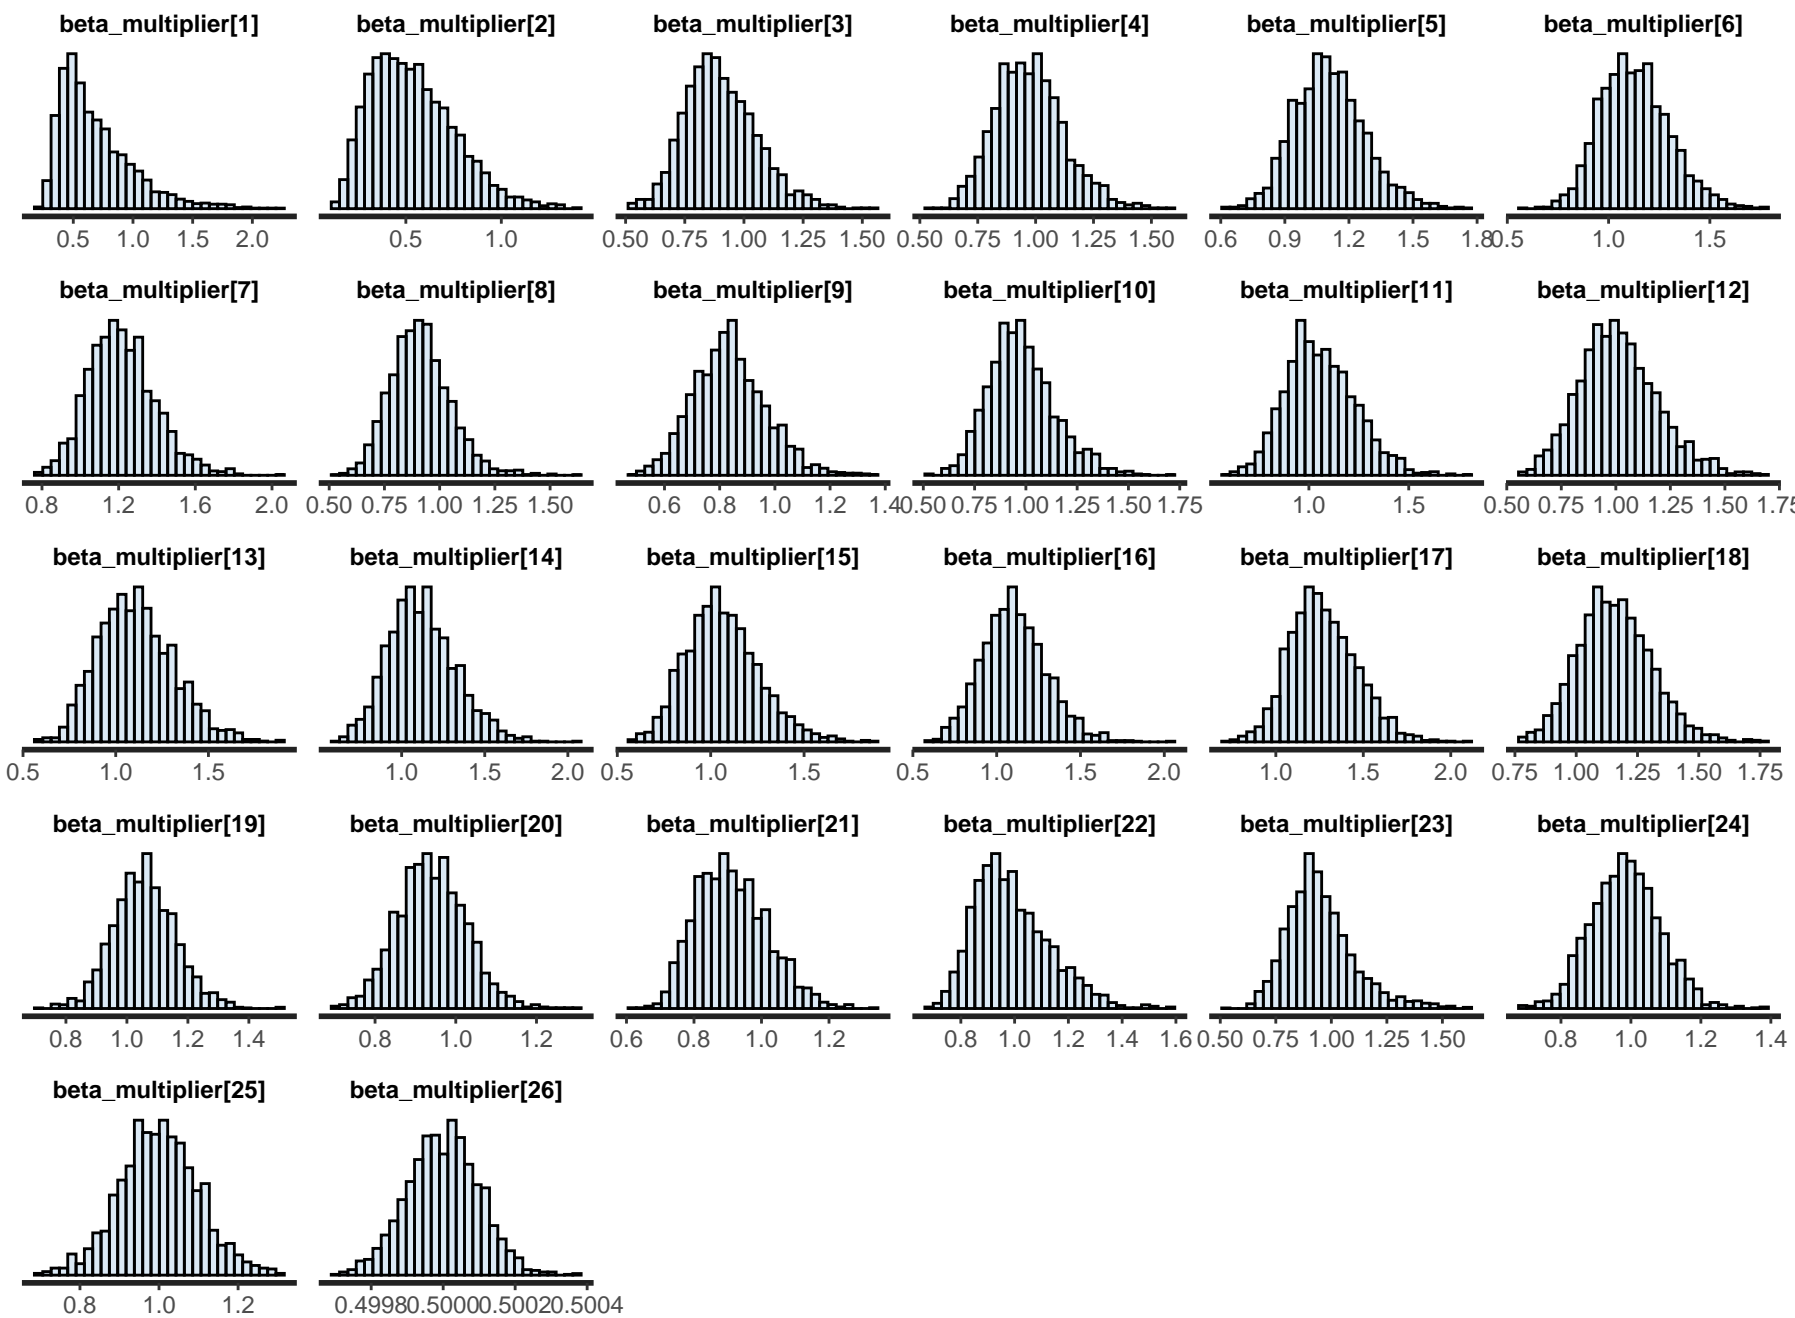 beta_multiplier[1] beta_multiplier[2] beta_multiplier[3] beta_multiplier[4] beta_multiplier[5] beta_multiplier[6]
0.5 1.0 1.5 2.0 0.5 1.0 0.50 0.75 1.00 1.25 1.50 0.50 0.75 1.00 1.25 1.50 0.6 0.9 1.2 1.5 1.8 0.5 1.0 1.5
beta_multiplier[7] beta_multiplier[8] beta_multiplier[9] beta_multiplier[10] beta_multiplier[11] beta_multiplier[12]
0.8 1.2 1.6 2.0 0.50 0.75 1.00 1.25 1.50 0.6 0.8 1.0 1.2 1.4 0.50 0.75 1.00 1.25 1.50 1.75 1.0 1.5 0.50 0.75 1.00 1.25 1.50 1.75
beta_multiplier[13] beta_multiplier[14] beta_multiplier[15] beta_multiplier[16] beta_multiplier[17] beta_multiplier[18]
0.5 1.0 1.5 1.0 1.5 2.0 0.5 1.0 1.5 0.5 1.0 1.5 2.0 1.0 1.5 2.0 0.75 1.00 1.25 1.50 1.75
beta_multiplier[19] beta_multiplier[20] beta_multiplier[21] beta_multiplier[22] beta_multiplier[23] beta_multiplier[24]
0.8 1.0 1.2 1.4 0.8 1.0 1.2 0.6 0.8 1.0 1.2 0.8 1.0 1.2 1.4 1.6 0.50 0.75 1.00 1.25 1.50 0.8 1.0 1.2 1.4
beta_multiplier[25] beta_multiplier[26]
0.8 1.0 1.2 0.4998 0.5000 0.5002 0.5004